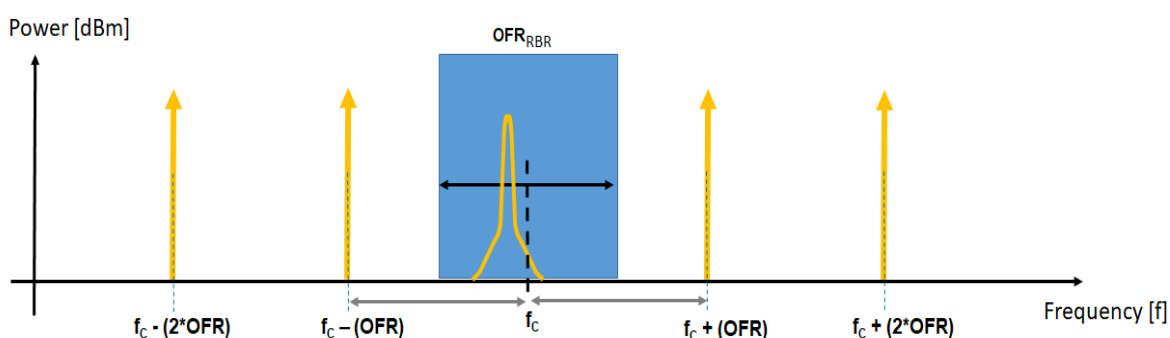 Power [dBm]
OFR_RBR
f_c - (2*OFR)
f_c – (OFR)
f_c
f_c + (OFR)
f_c + (2*OFR)
Frequency [f]